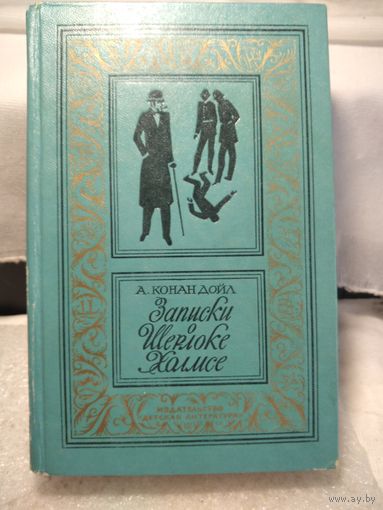 А. КОНАН ДОЙЛ
Записки
о
Шерлоке
Холмсе
ИЗДАТЕЛЬСТВО
„ДЕТСКАЯ ЛИТЕРАТУРА“
www.ay.by